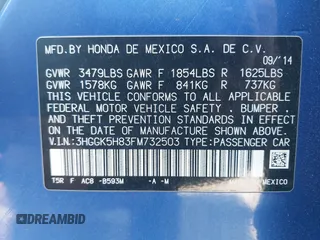 MFD.BY HONDA DE MEXICO S.A. DE C.V.
09/'14
GVWR 3479LBS GAWR F 1854LBS R 1625LBS
GVWR 1578KG GAWR F 841KG R 737KG
THIS VEHICLE CONFORMS TO ALL APPLICABLE
FEDERAL MOTOR VEHICLE SAFETY , BUMPER , AND
THEFT PREVENTION STANDARDS IN EFFECT ON
THE DATE OF MANUFACTURE SHOWN ABOVE.
V.I.N.:3HGGK5H83FM732503 TYPE:PASSENGER CAR
T5R F AC8 -B593M -A -M
MEXICO
DREAMBID